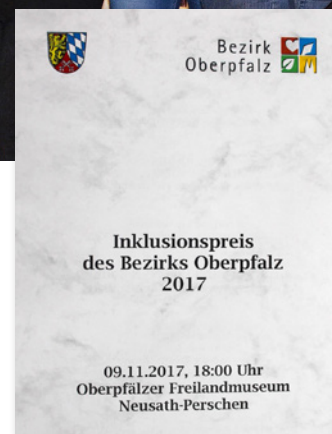 Bezirk
Oberpfalz
Inklusionspreis
des Bezirks Oberpfalz
2017
09.11.2017, 18:00 Uhr
Oberpfälzer Freilandmuseum
Neusath-Perschen